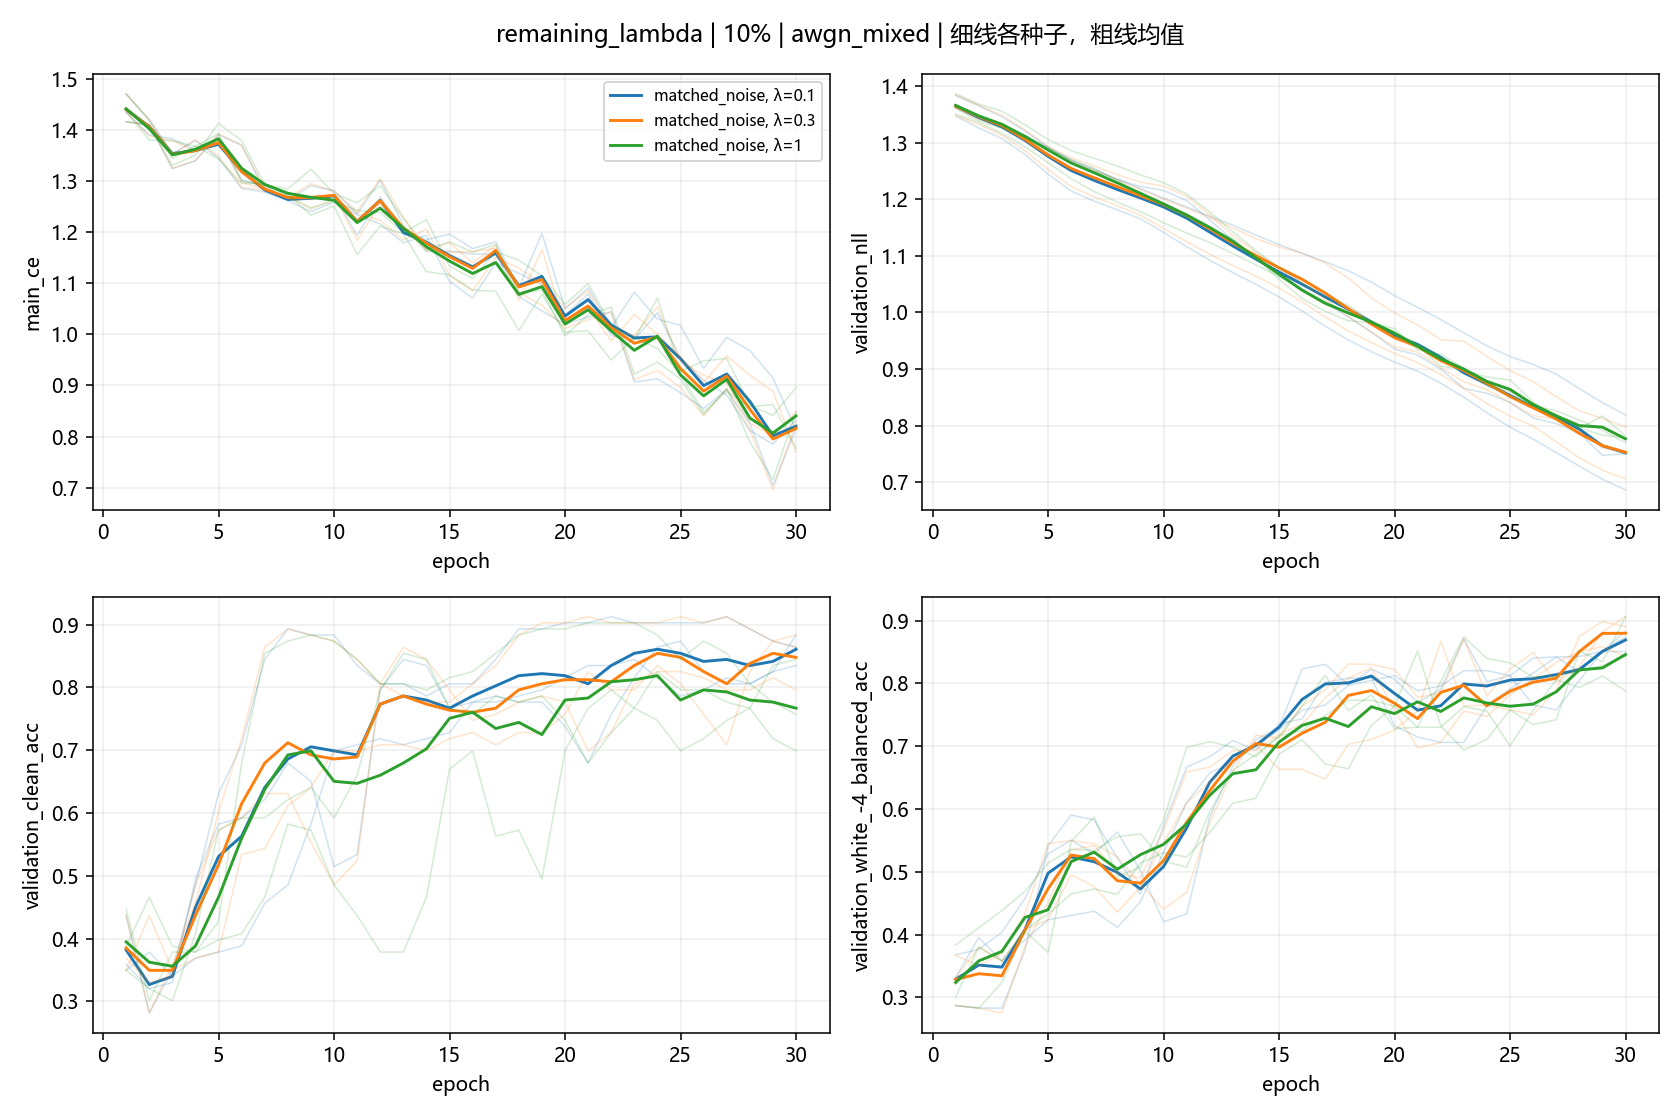 remaining_lambda | 10% | awgn_mixed | 细线各种子，粗线均值
1.5
1.4
1.3
1.2
1.1
1.0
0.9
0.8
0.7
main_ce
matched_noise, λ=0.1
matched_noise, λ=0.3
matched_noise, λ=1
0 5 10 15 20 25 30
epoch
1.4
1.3
1.2
1.1
1.0
0.9
0.8
0.7
validation_nll
0 5 10 15 20 25 30
epoch
0.9
0.8
0.7
0.6
0.5
0.4
0.3
validation_clean_acc
0 5 10 15 20 25 30
epoch
0.9
0.8
0.7
0.6
0.5
0.4
0.3
validation_white_-4_balanced_acc
0 5 10 15 20 25 30
epoch